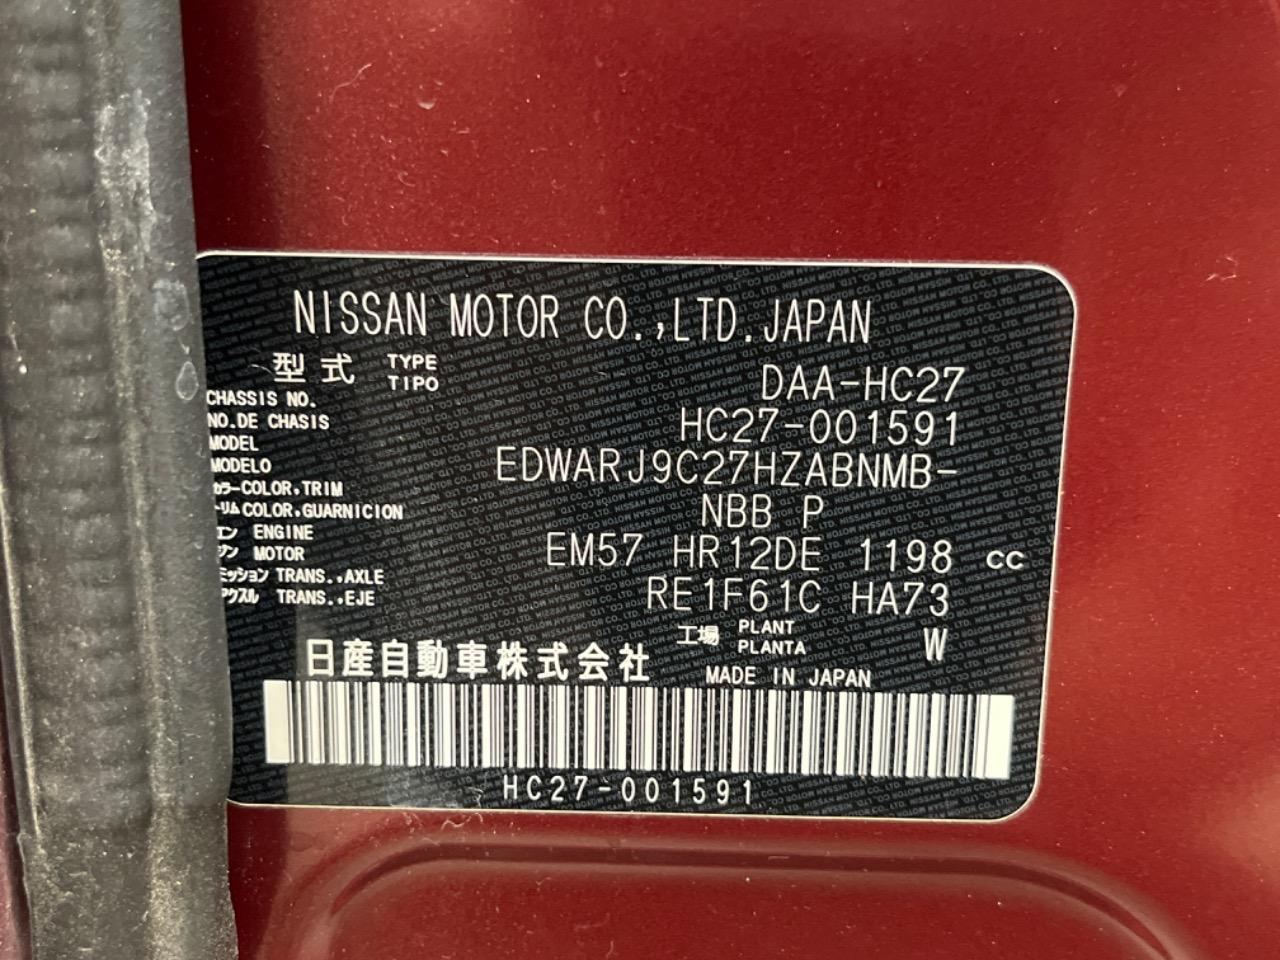 NISSAN MOTOR CO.,LTD.JAPAN
型式 TYPE TIPO DAA-HC27
CHASSIS NO.
NO.DE CHASIS HC27-001591
MODEL
MODELO EDWARJ9C27HZABNMB-
カラー COLOR,TRIM
トリム COLOR,GUARNICION NBB P
エン ENGINE
ジン MOTOR EM57 HR12DE 1198 cc
ミッション TRANS.,AXLE
アクスル TRANS.,EJE RE1F61C HA73
工場 PLANT PLANTA W
日産自動車株式会社 MADE IN JAPAN
HC27-001591